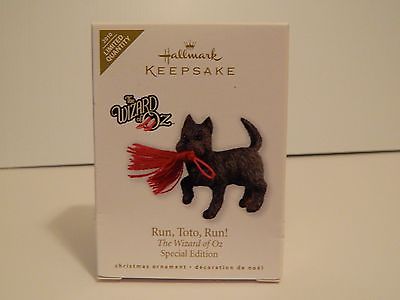 2010
LIMITED
QUANTITY
Hallmark
KEEPSAKE
The
WIZARD
of OZ
Run, Toto, Run!
The Wizard of Oz
Special Edition
christmas ornament • décoration de noël